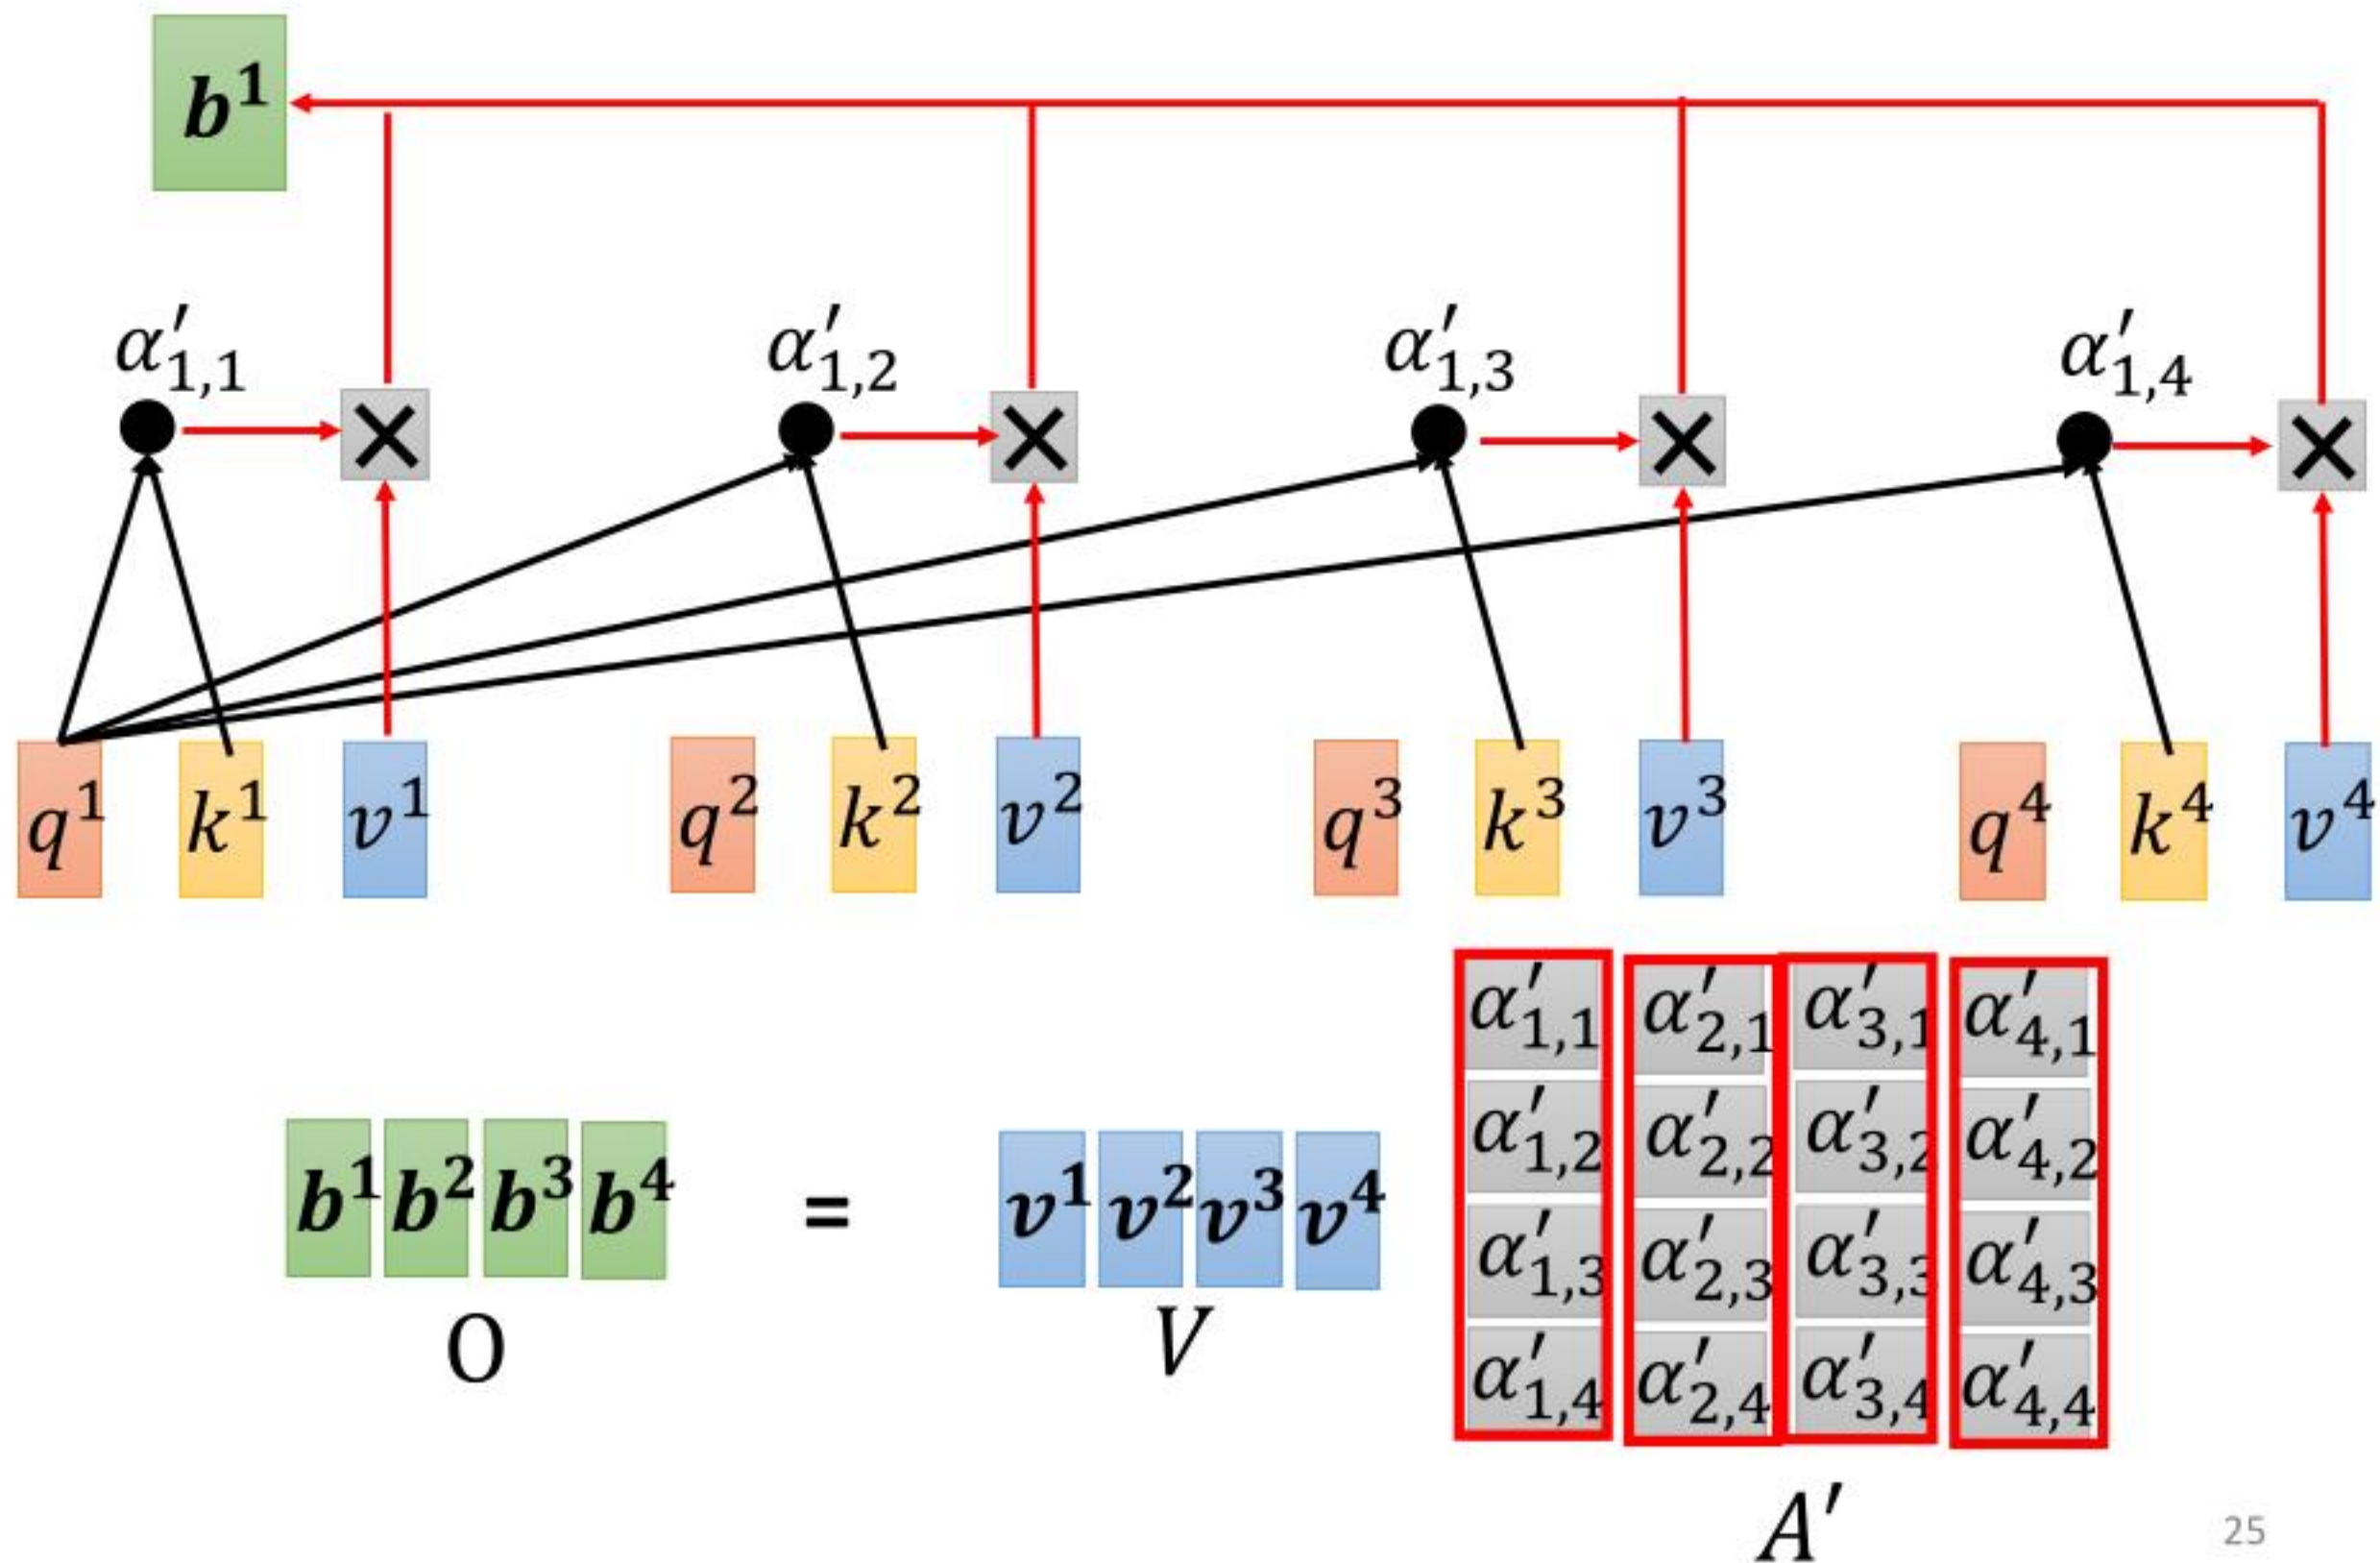 b¹
α′₁,₁ α′₁,₂ α′₁,₃ α′₁,₄
× × × ×
q¹ k¹ v¹ q² k² v² q³ k³ v³ q⁴ k⁴ v⁴
α′₁,₁ α′₂,₁ α′₃,₁ α′₄,₁
α′₁,₂ α′₂,₂ α′₃,₂ α′₄,₂
b¹ b² b³ b⁴ = v¹ v² v³ v⁴
α′₁,₃ α′₂,₃ α′₃,₃ α′₄,₃
O V
α′₁,₄ α′₂,₄ α′₃,₄ α′₄,₄
A′
25